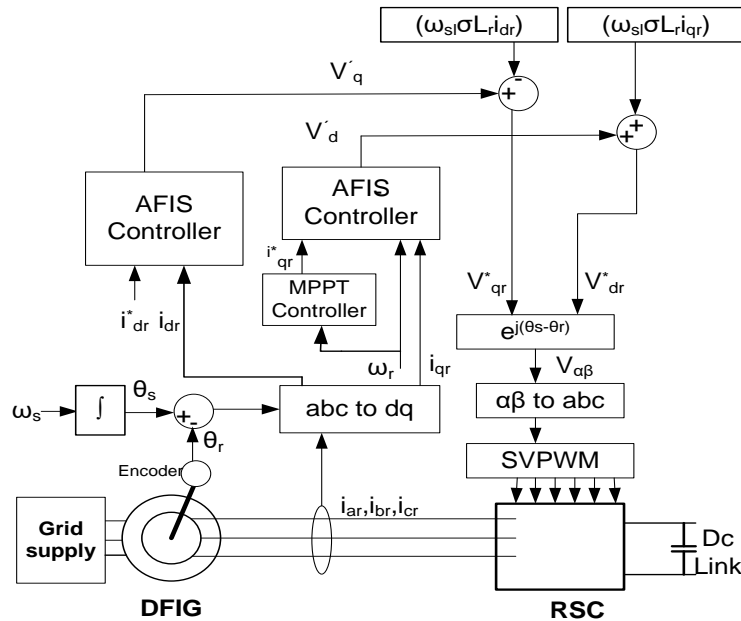 (ω_slσL_ri_dr)
(ω_slσL_ri_qr)
V´_q
-
+
V´_d
+
+
AFIS
Controller
AFIS
Controller
i*_qr
MPPT
Controller
V*_qr
V*_dr
i*_dr
i_dr
e^j(θs-θr)
ω_r
i_qr
V_αβ
ω_s
∫
θ_s
+
-
abc to dq
αβ to abc
θ_r
Encoder
SVPWM
Grid
supply
i_ar,i_br,i_cr
Dc
Link
DFIG
RSC